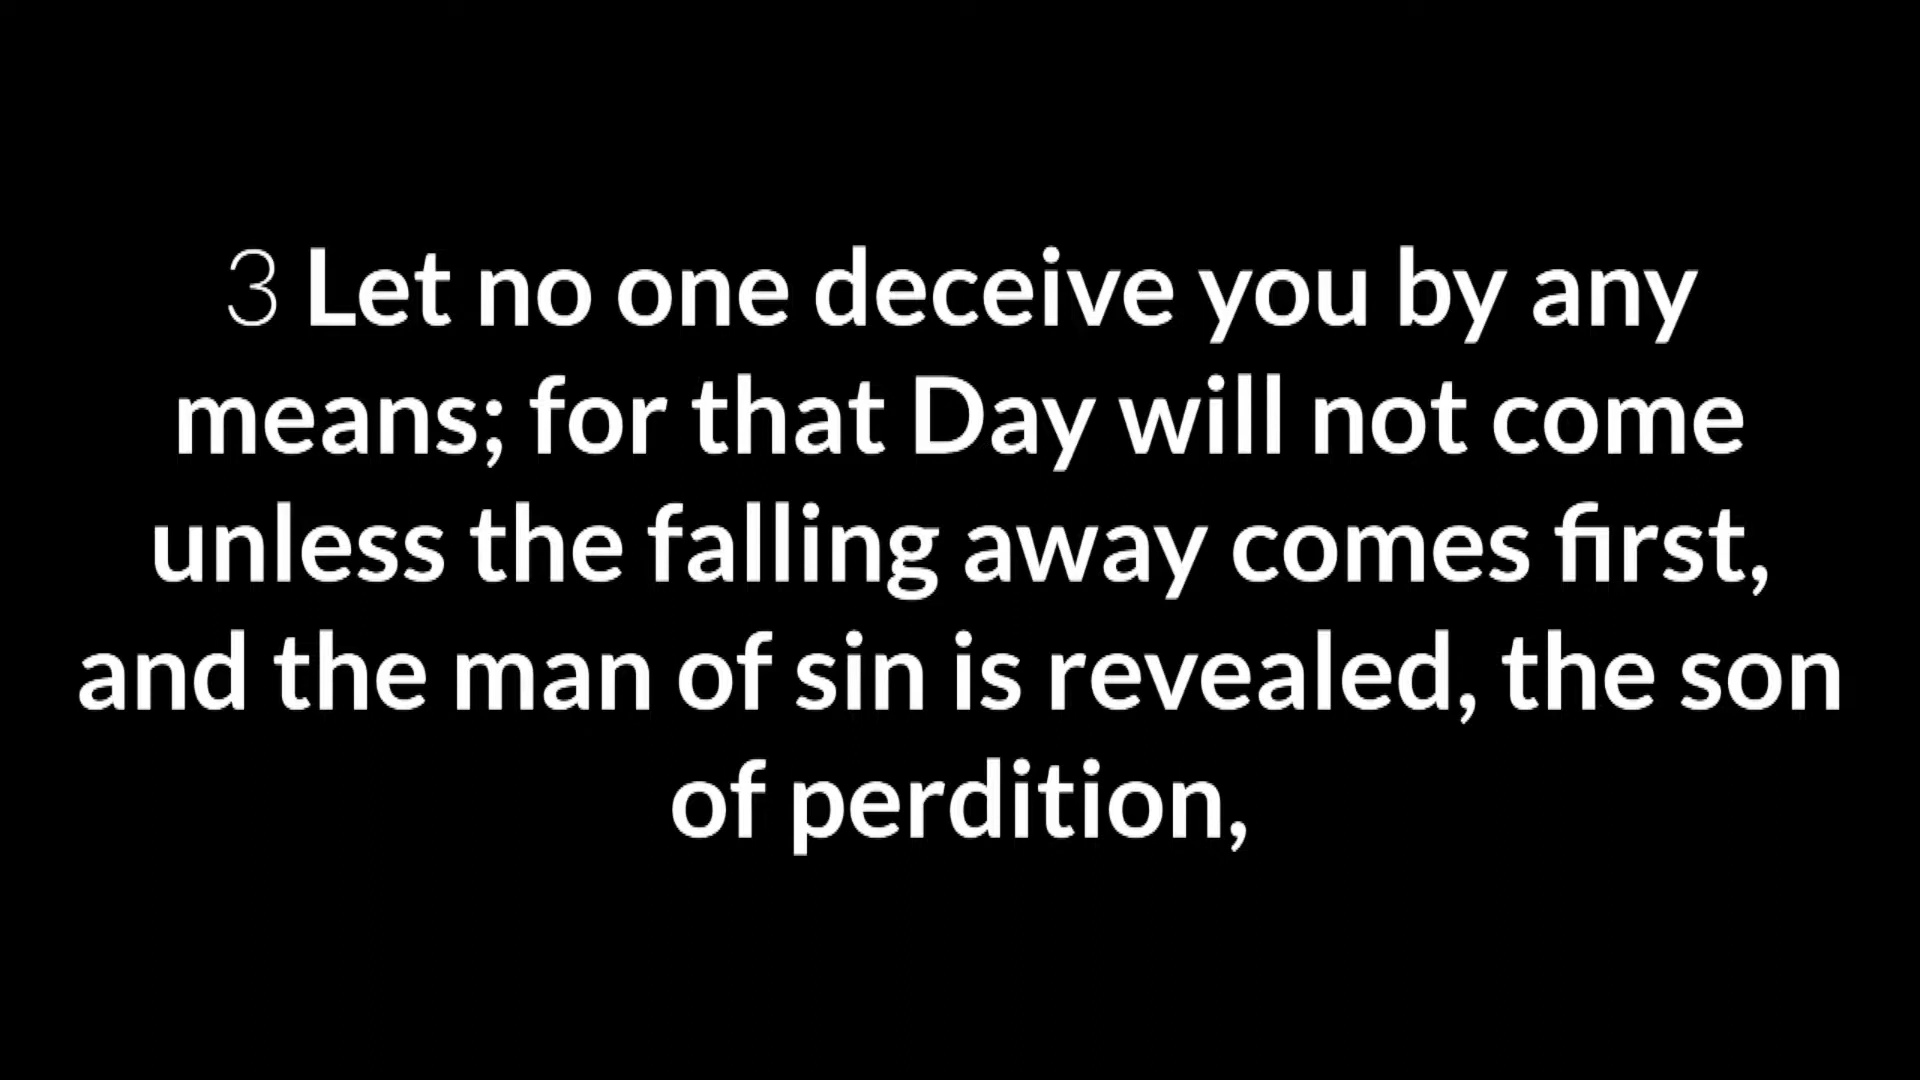 3 Let no one deceive you by any
means; for that Day will not come
unless the falling away comes first,
and the man of sin is revealed, the son
of perdition,